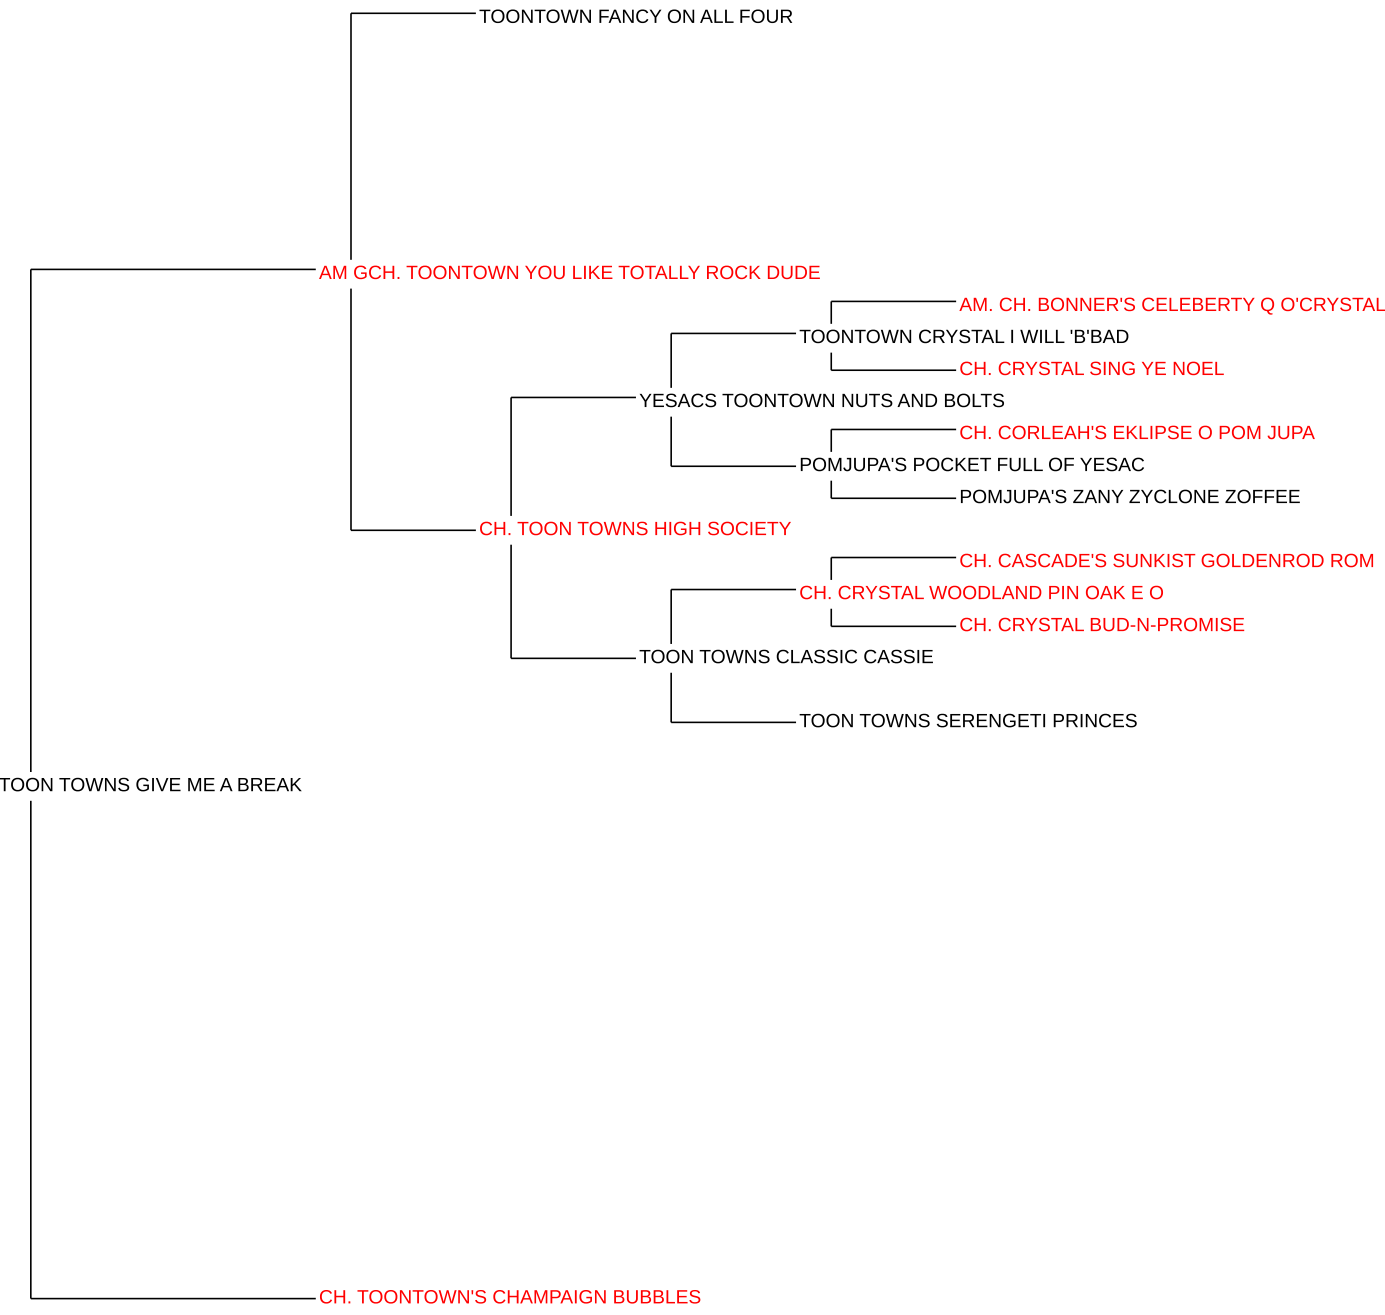 TOONTOWN FANCY ON ALL FOUR
AM GCH. TOONTOWN YOU LIKE TOTALLY ROCK DUDE
AM. CH. BONNER'S CELEBERTY Q O'CRYSTAL
TOONTOWN CRYSTAL I WILL 'B'BAD
CH. CRYSTAL SING YE NOEL
YESACS TOONTOWN NUTS AND BOLTS
CH. CORLEAH'S EKLIPSE O POM JUPA
POMJUPA'S POCKET FULL OF YESAC
POMJUPA'S ZANY ZYCLONE ZOFFEE
CH. TOON TOWNS HIGH SOCIETY
CH. CASCADE'S SUNKIST GOLDENROD ROM
CH. CRYSTAL WOODLAND PIN OAK E O
CH. CRYSTAL BUD-N-PROMISE
TOON TOWNS CLASSIC CASSIE
TOON TOWNS SERENGETI PRINCES
TOON TOWNS GIVE ME A BREAK
CH. TOONTOWN'S CHAMPAIGN BUBBLES